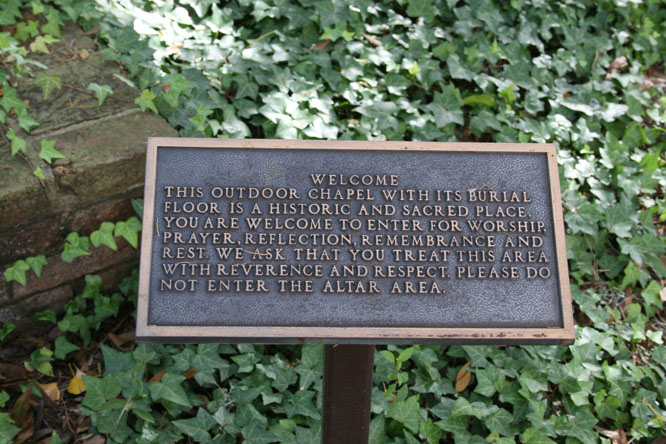 WELCOME
THIS OUTDOOR CHAPEL WITH ITS BURIAL
FLOOR IS A HISTORIC AND SACRED PLACE.
YOU ARE WELCOME TO ENTER FOR WORSHIP,
PRAYER, REFLECTION, REMEMBRANCE AND
REST. WE ASK THAT YOU TREAT THIS AREA
WITH REVERENCE AND RESPECT. PLEASE DO
NOT ENTER THE ALTAR AREA.